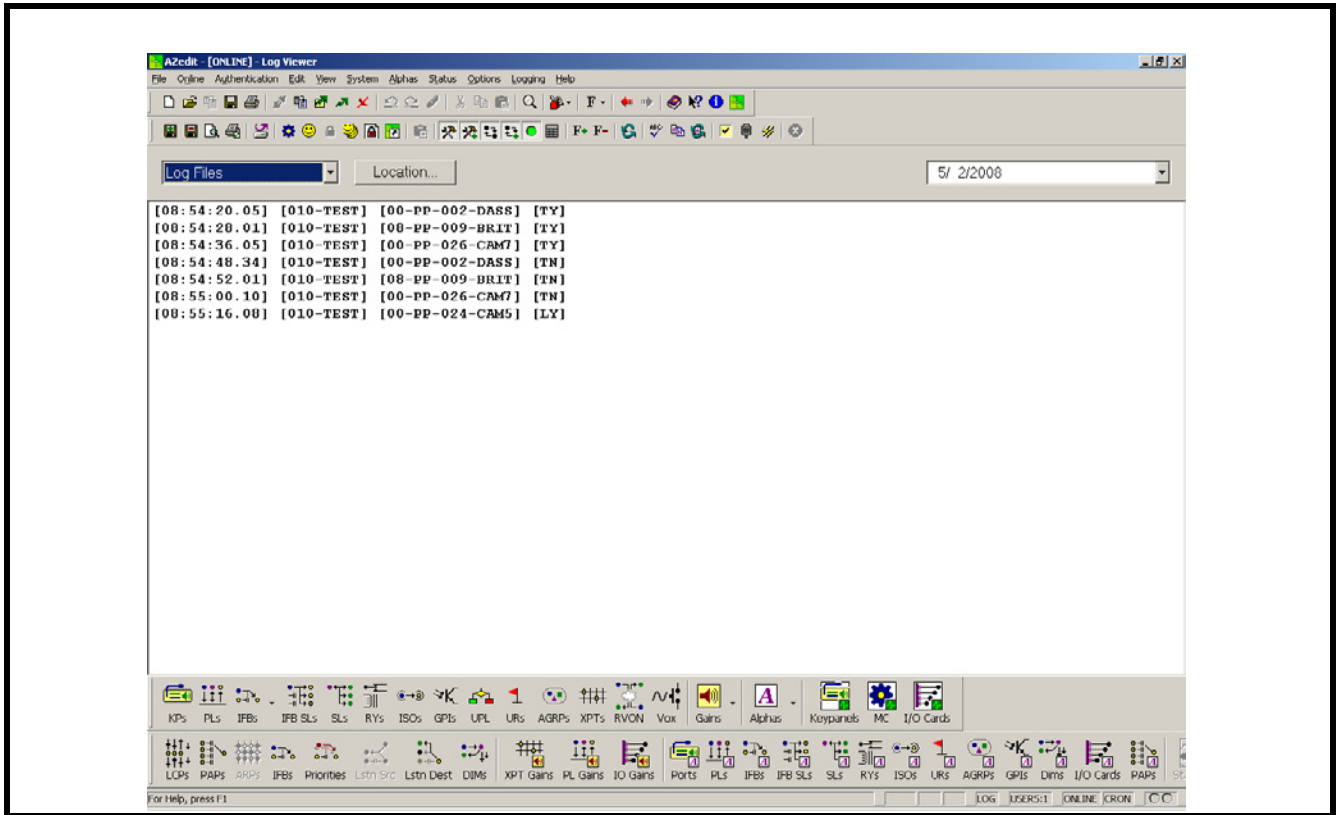 AZedit - [ONLINE] - Log Viewer
File Online Authentication Edit View System Alphas Status Options Logging Help
F
F+ F-
Log Files Location... 5/ 2/2008
[08:54:20.05] [010-TEST] [00-PP-002-DASS] [TY]
[08:54:28.01] [010-TEST] [08-PP-009-BRIT] [TY]
[08:54:36.05] [010-TEST] [00-PP-026-CAM7] [TY]
[08:54:48.34] [010-TEST] [00-PP-002-DASS] [TN]
[08:54:52.01] [010-TEST] [08-PP-009-BRIT] [TN]
[08:55:00.10] [010-TEST] [00-PP-026-CAM7] [TN]
[08:55:16.08] [010-TEST] [00-PP-024-CAM5] [LY]
KPs PLs IFBs IFB SLs SLs RYs ISOs GPIs UPL URs AGRPs XPTs RVON Vox Gains Alphas Keypanels MC I/O Cards
LCPs PAPs ARPs IFBs Priorities Lstn Src Lstn Dest DIMs XPT Gains PL Gains IO Gains Ports PLs IFBs IFB SLs SLs RYs ISOs URs AGRPs GPIs Dims I/O Cards PAPs
For Help, press F1 LOG USERS:1 ONLINE CRON